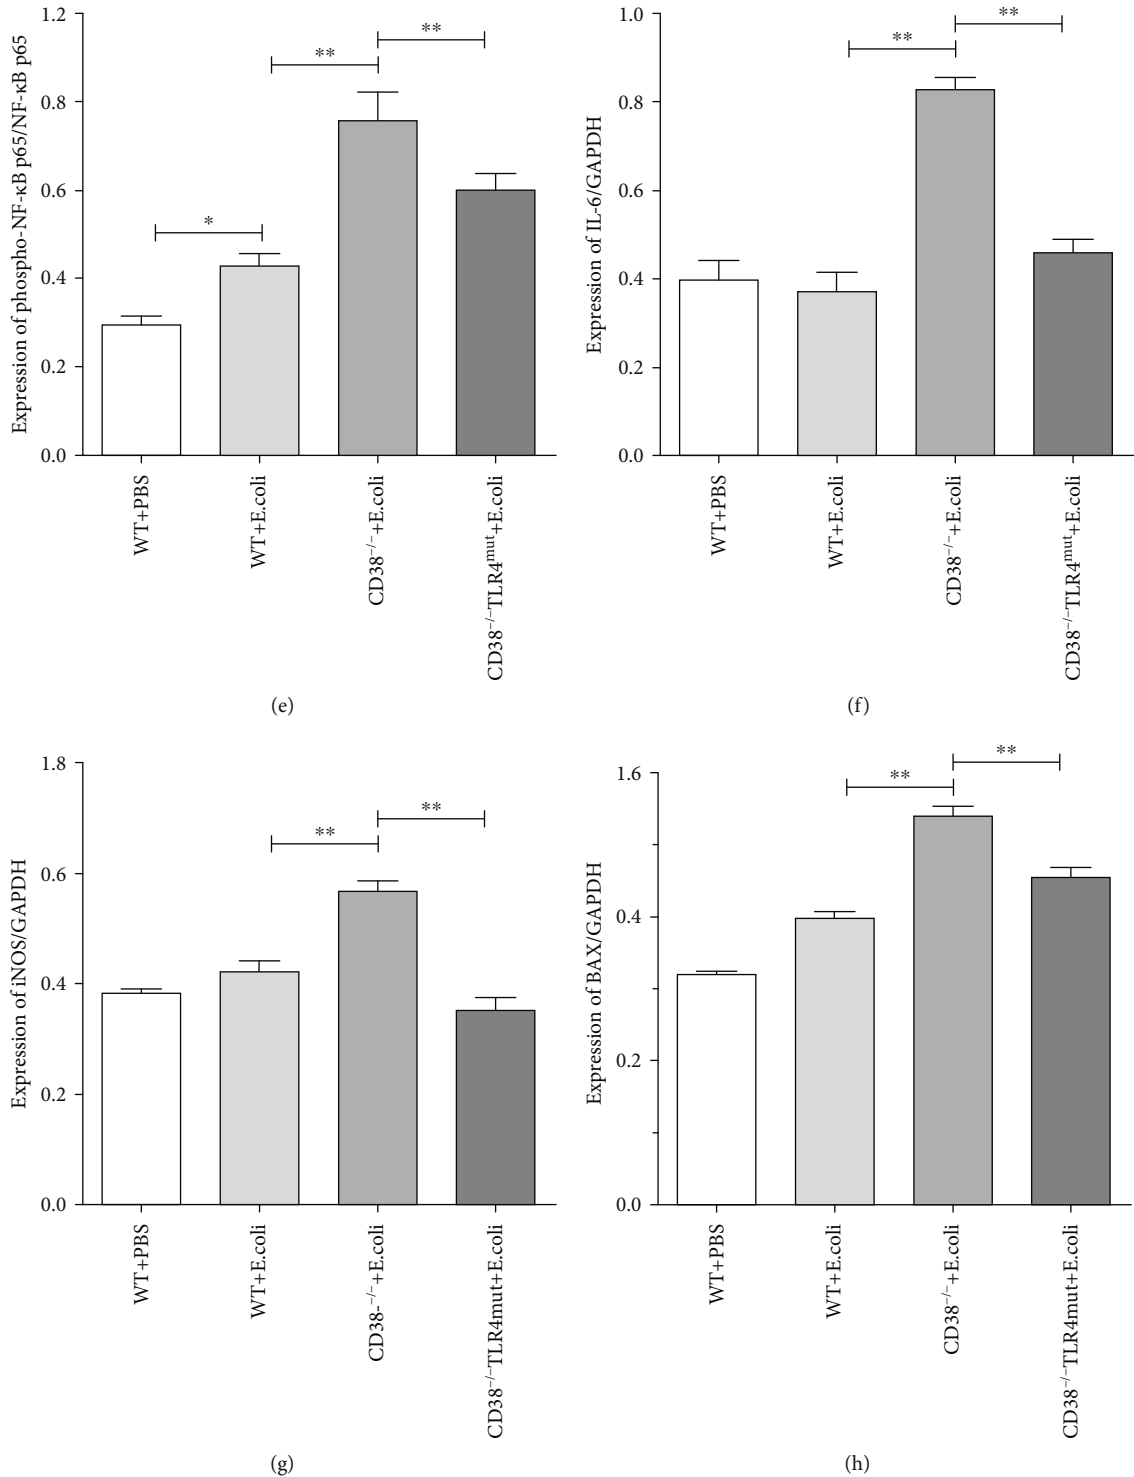 Expression of phospho-NF-κB p65/NF-κB p65
1.2
1.0
0.8
0.6
0.4
0.2
0.0
*
**
**
WT+PBS
WT+E.coli
CD38−/−+E.coli
CD38−/−TLR4mut+E.coli
(e)
Expression of IL-6/GAPDH
1.0
0.8
0.6
0.4
0.2
0.0
**
**
WT+PBS
WT+E.coli
CD38−/−+E.coli
CD38−/−TLR4mut+E.coli
(f)
Expression of iNOS/GAPDH
1.8
0.6
0.4
0.2
0.0
**
**
WT+PBS
WT+E.coli
CD38-−/−+E.coli
CD38−/−TLR4mut+E.coli
(g)
Expression of BAX/GAPDH
1.6
0.4
0.2
0.0
**
**
WT+PBS
WT+E.coli
CD38−/−+E.coli
CD38−/−TLR4mut+E.coli
(h)